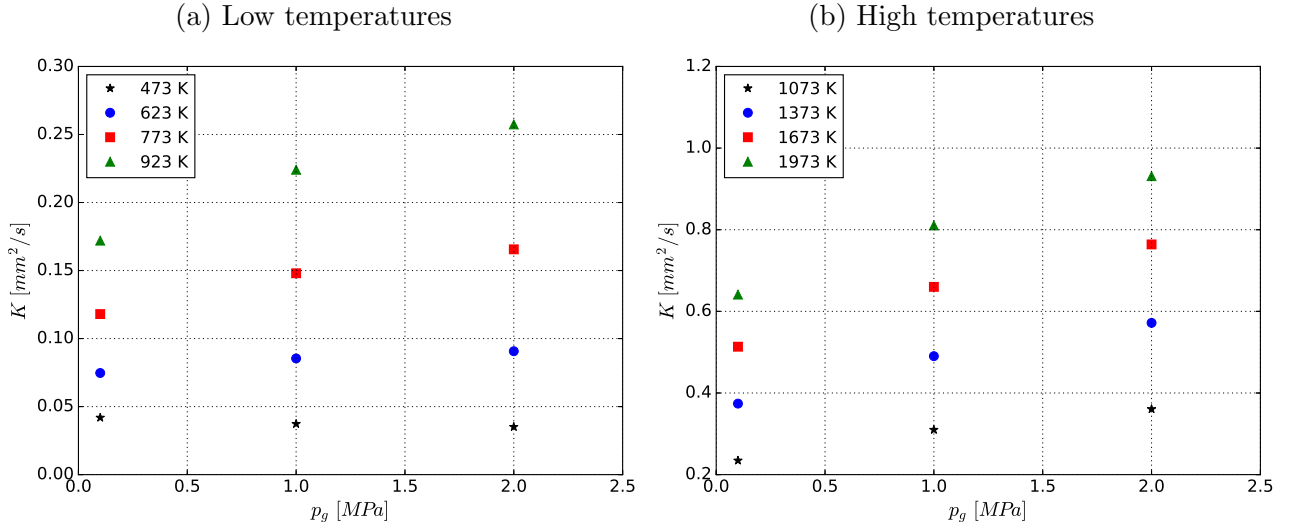 (a) Low temperatures
0.30
0.25
0.20
0.15
0.10
0.05
0.00
K [mm²/s]
473 K
623 K
773 K
923 K
0.0 0.5 1.0 1.5 2.0 2.5
p_g [MPa]
(b) High temperatures
1.2
1.0
0.8
0.6
0.4
0.2
K [mm²/s]
1073 K
1373 K
1673 K
1973 K
0.0 0.5 1.0 1.5 2.0 2.5
p_g [MPa]